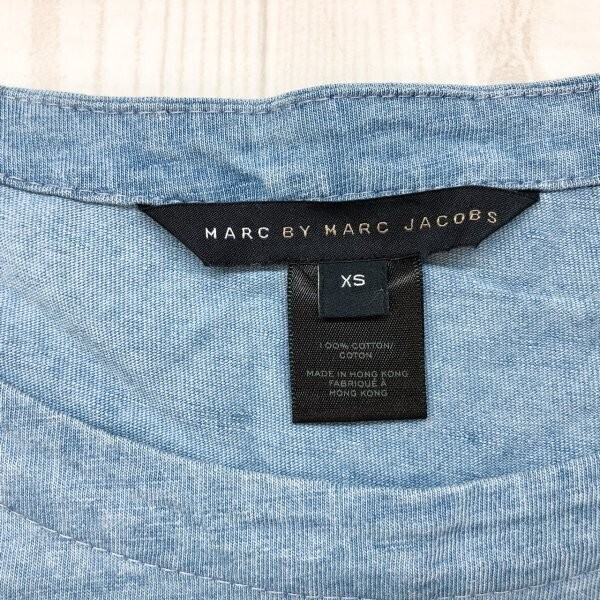 MARC BY MARC JACOBS
XS
100% COTTON/
COTON
MADE IN HONG KONG
FABRIQUÉ À
HONG KONG